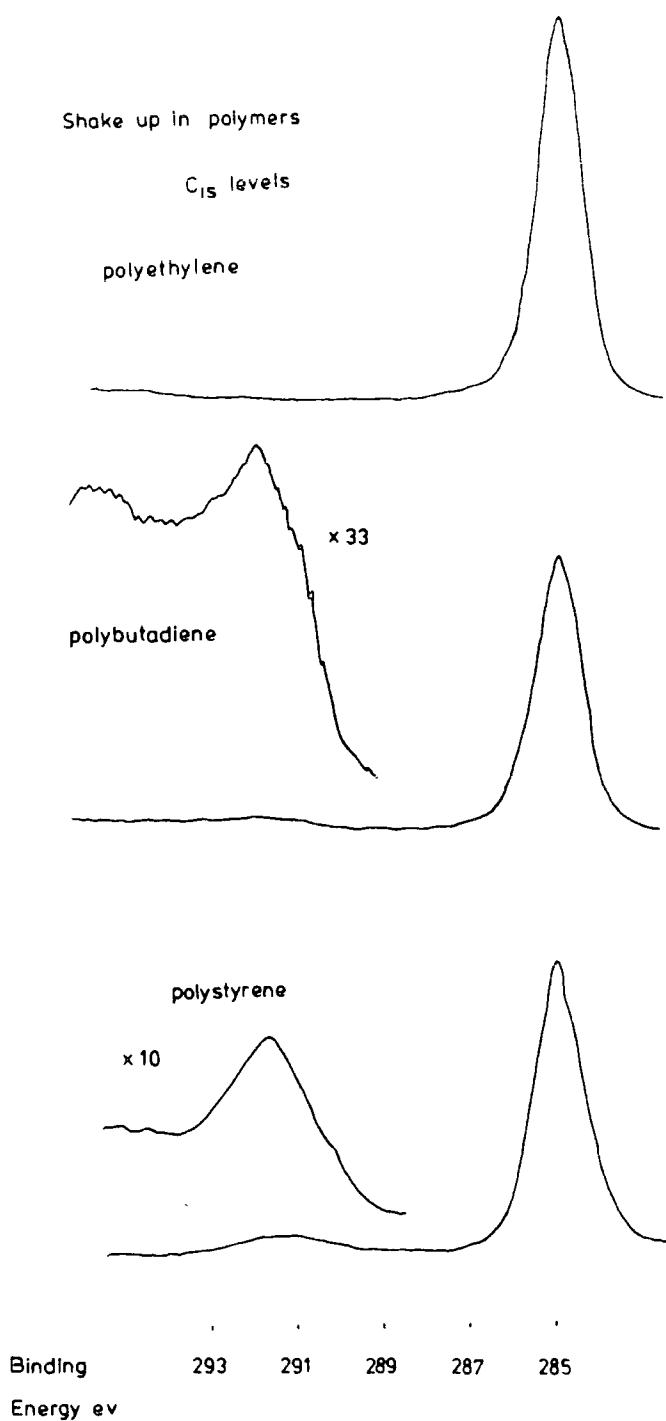 Shake up in polymers
C1s levels
polyethylene
x 33
polybutadiene
polystyrene
x 10
Binding 293 291 289 287 285
Energy ev